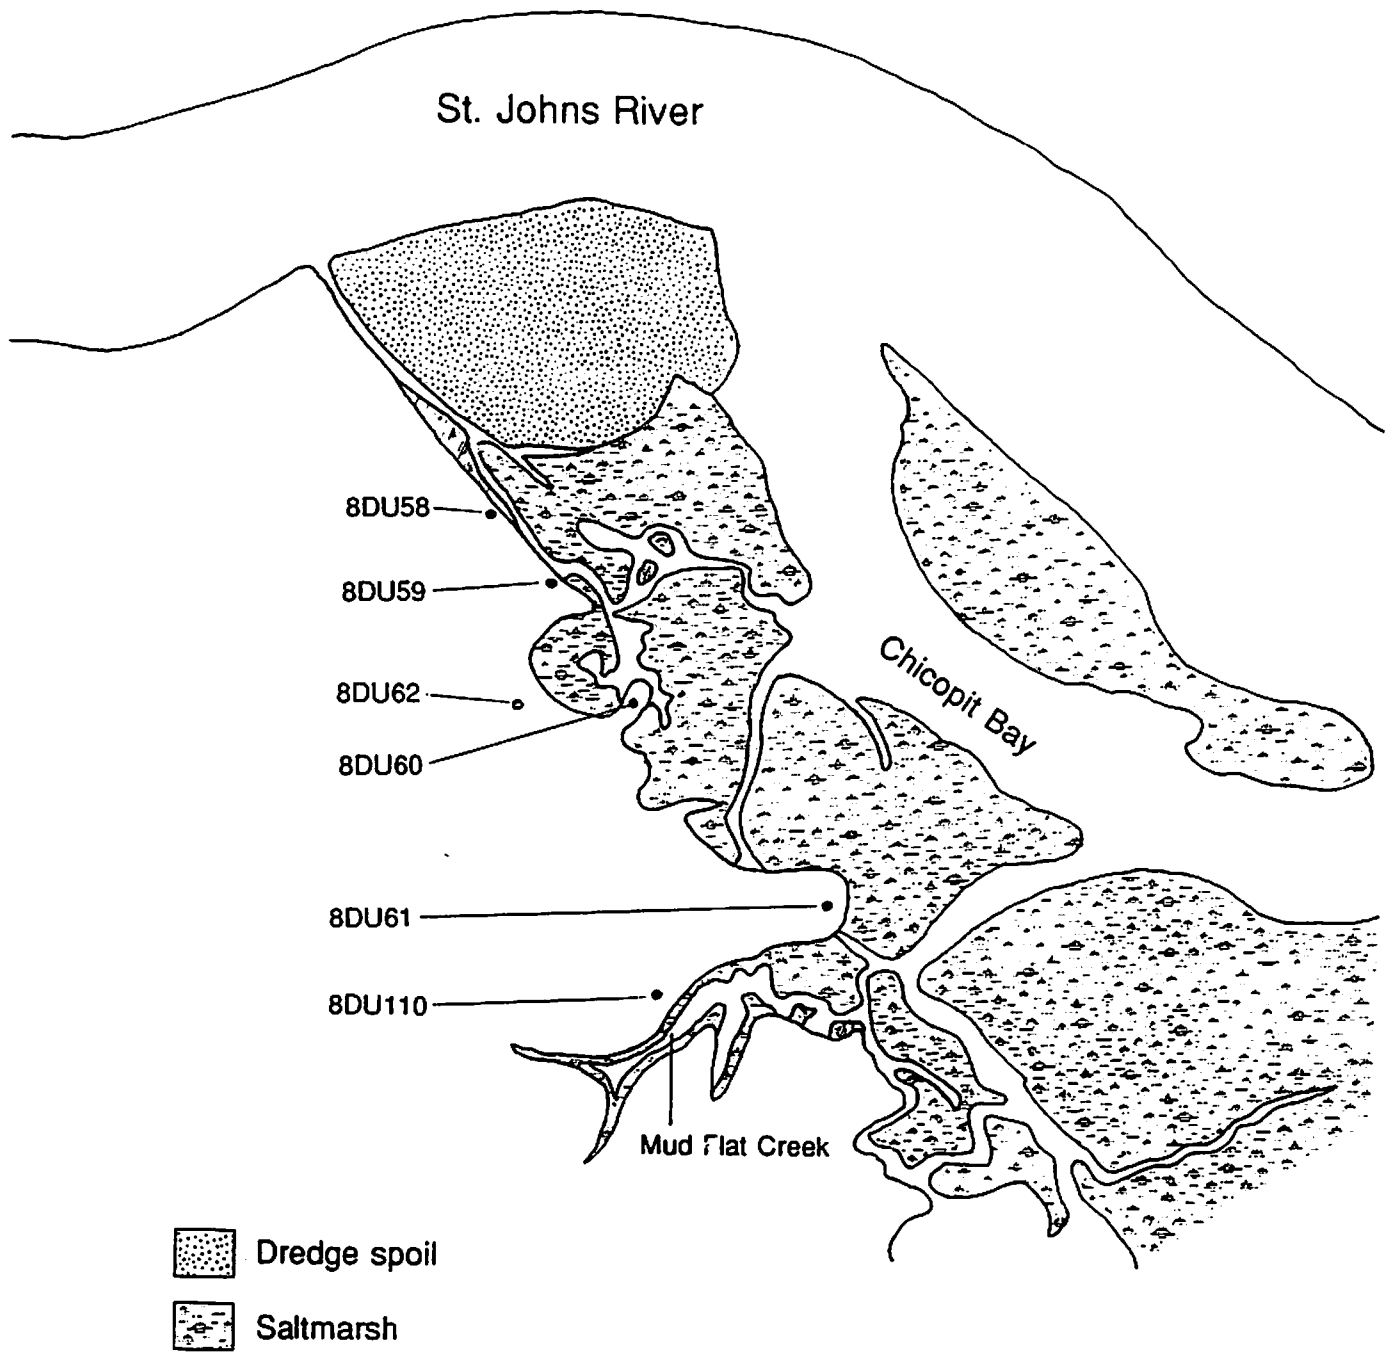 St. Johns River
8DU58
8DU59
Chicopit Bay
8DU62
8DU60
8DU61
8DU110
Mud Flat Creek
Dredge spoil
Saltmarsh